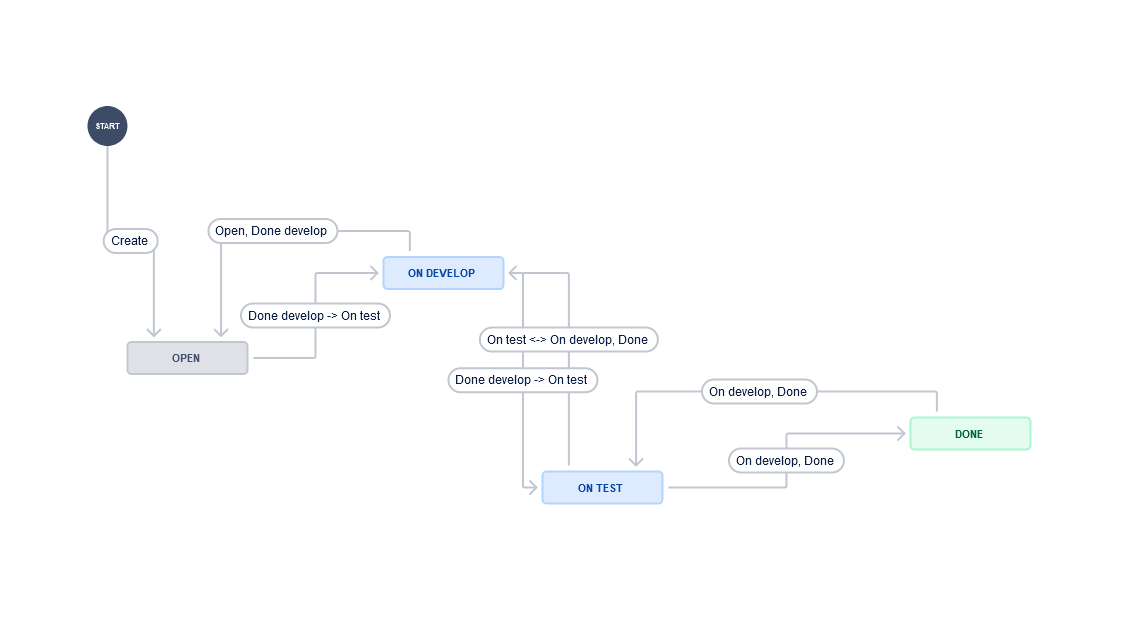 START
Create
Open, Done develop
ON DEVELOP
Done develop -> On test
OPEN
On test <-> On develop, Done
Done develop -> On test
On develop, Done
DONE
On develop, Done
ON TEST